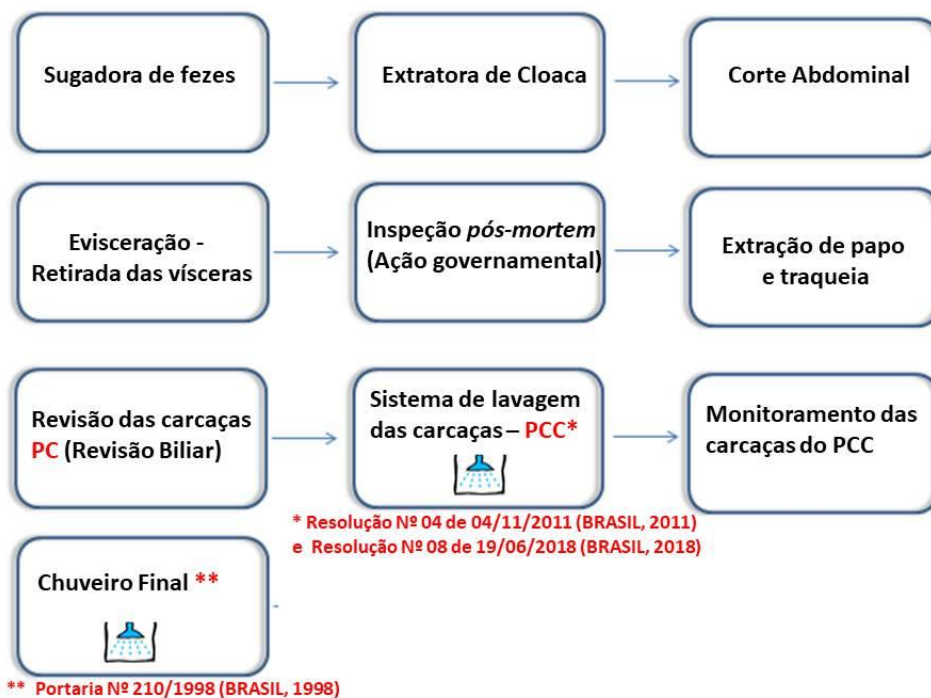 Sugadora de fezes
Extratora de Cloaca
Corte Abdominal
Evisceração -
Retirada das vísceras
Inspeção pós-mortem
(Ação governamental)
Extração de papo
e traqueia
Revisão das carcaças
PC (Revisão Biliar)
Sistema de lavagem
das carcaças – PCC*
Monitoramento das
carcaças do PCC
* Resolução Nº 04 de 04/11/2011 (BRASIL, 2011)
e Resolução Nº 08 de 19/06/2018 (BRASIL, 2018)
Chuveiro Final **
** Portaria Nº 210/1998 (BRASIL, 1998)